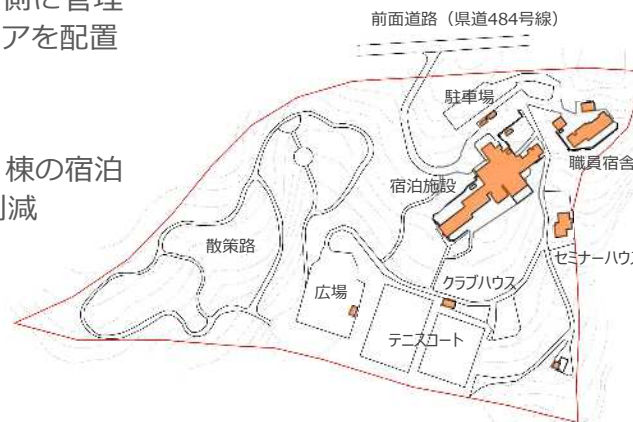 側に管理
アを配置
棟の宿泊
削減
前面道路（県道484号線）
駐車場
職員宿舎
宿泊施設
散策路
セミナーハウス
広場
クラブハウス
テニスコート